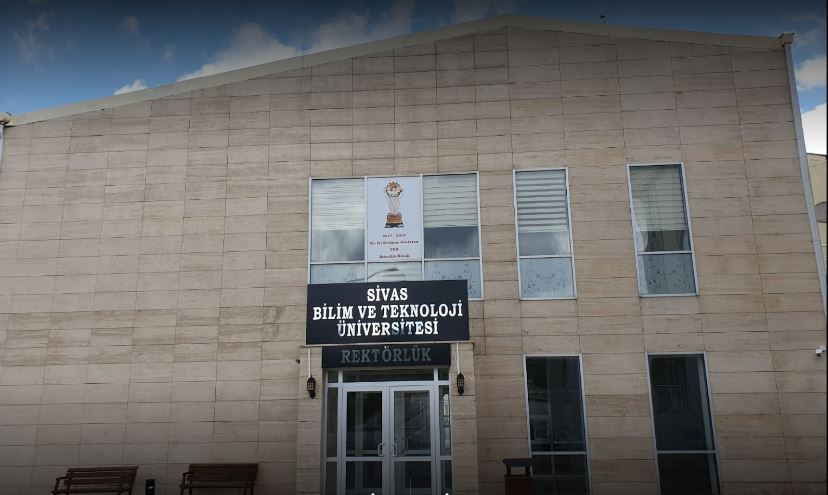 SİVAS
BİLİM VE TEKNOLOJİ
ÜNİVERSİTESİ
REKTÖRLÜK